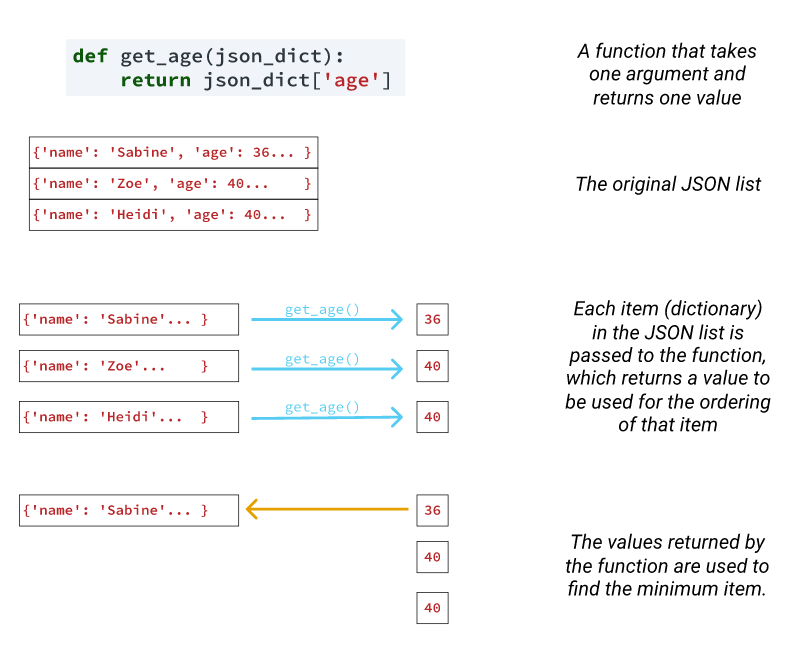 def get_age(json_dict):
    return json_dict['age']
A function that takes
one argument and
returns one value
{'name': 'Sabine', 'age': 36... }
{'name': 'Zoe', 'age': 40...    }
{'name': 'Heidi', 'age': 40...  }
The original JSON list
{'name': 'Sabine'... }
get_age()
36
{'name': 'Zoe'...    }
get_age()
40
{'name': 'Heidi'...  }
get_age()
40
Each item (dictionary)
in the JSON list is
passed to the function,
which returns a value to
be used for the ordering
of that item
{'name': 'Sabine'... }
36
40
40
The values returned by
the function are used to
find the minimum item.